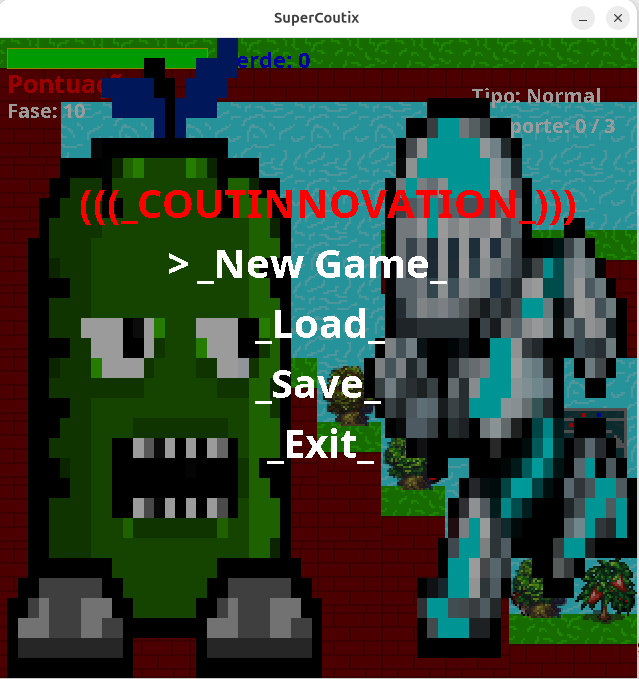 SuperCoutix
erde: 0
Pontuaç
Fase: 10
Tipo: Normal
porte: 0 / 3
(((_COUTINNOVATION_)))
> _New Game_
_Load_
_Save_
_Exit_